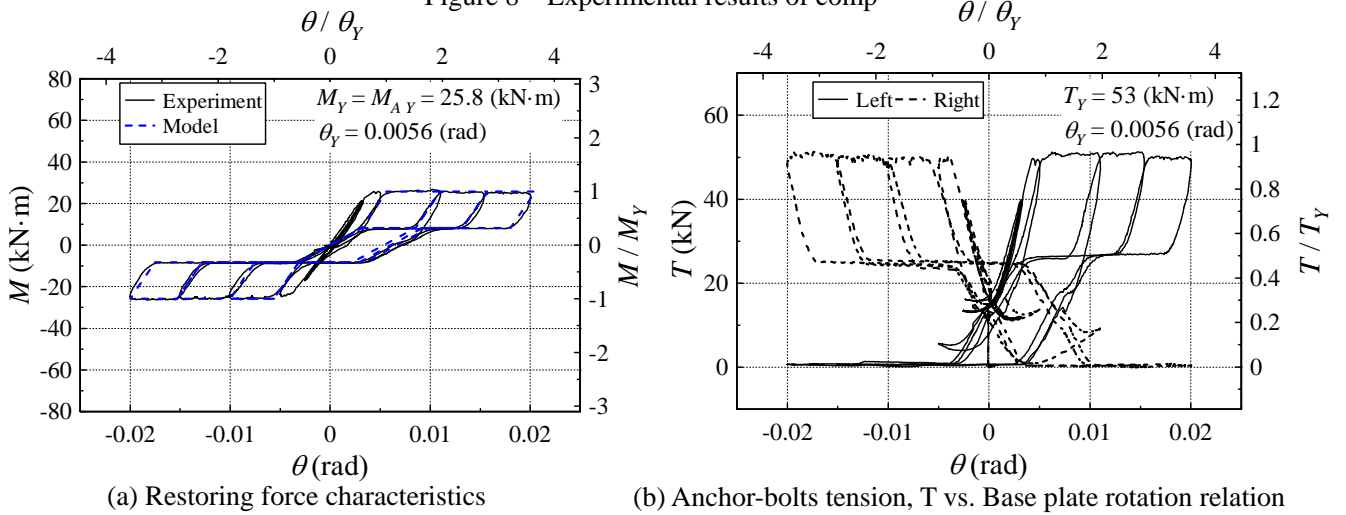 Figure 8 Experimental results of comp
θ / θY
-4 -2 0 2 4
80
60
40
20
0
-20
-40
-60
-80
M (kN·m)
Experiment
Model
MY = MA Y = 25.8 (kN·m)
θY = 0.0056 (rad)
3
2
1
0
-1
-2
-3
M / MY
-0.02 -0.01 0 0.01 0.02
θ (rad)
(a) Restoring force characteristics
θ / θY
-4 -2 0 2 4
60
40
20
0
T (kN)
Left Right
TY = 53 (kN·m)
θY = 0.0056 (rad)
1.2
1
0.8
0.6
0.4
0.2
0
T / TY
-0.02 -0.01 0 0.01 0.02
θ (rad)
(b) Anchor-bolts tension, T vs. Base plate rotation relation